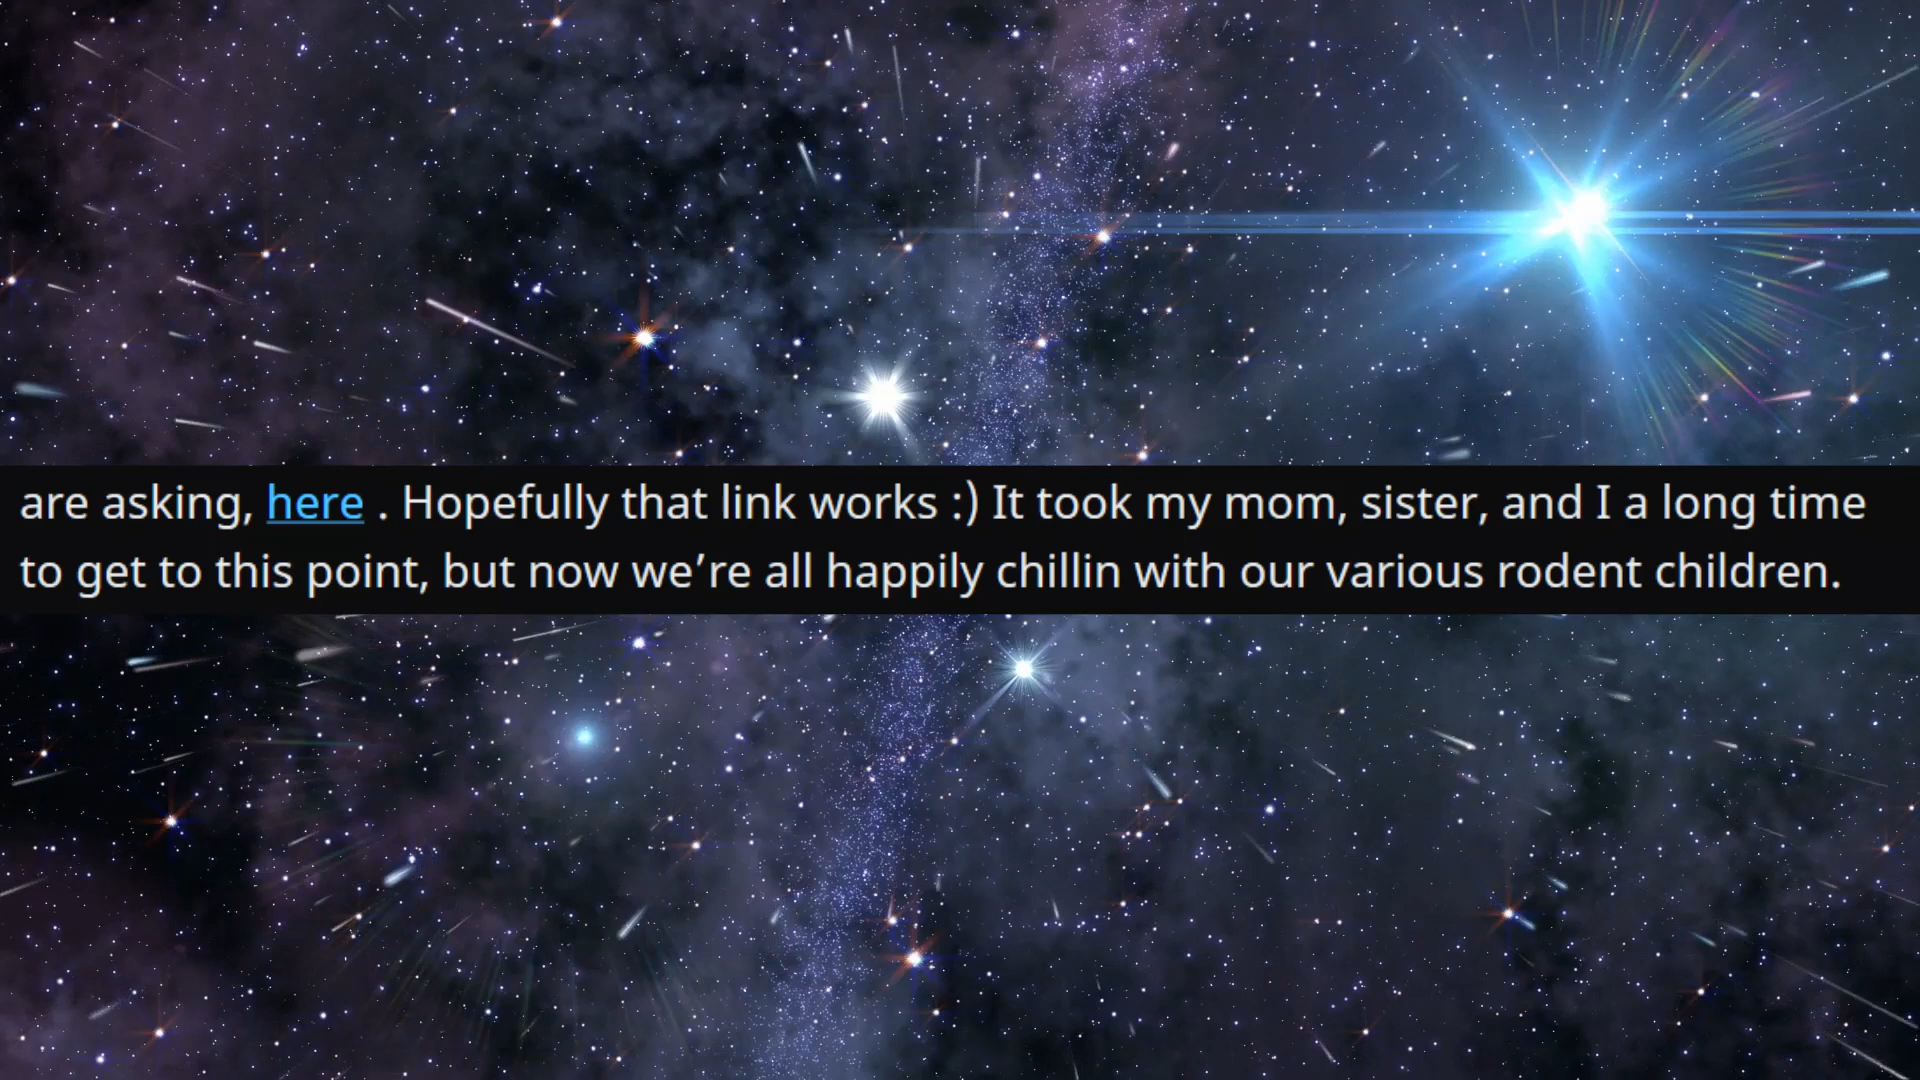 are asking, here . Hopefully that link works :) It took my mom, sister, and I a long time
to get to this point, but now we’re all happily chillin with our various rodent children.